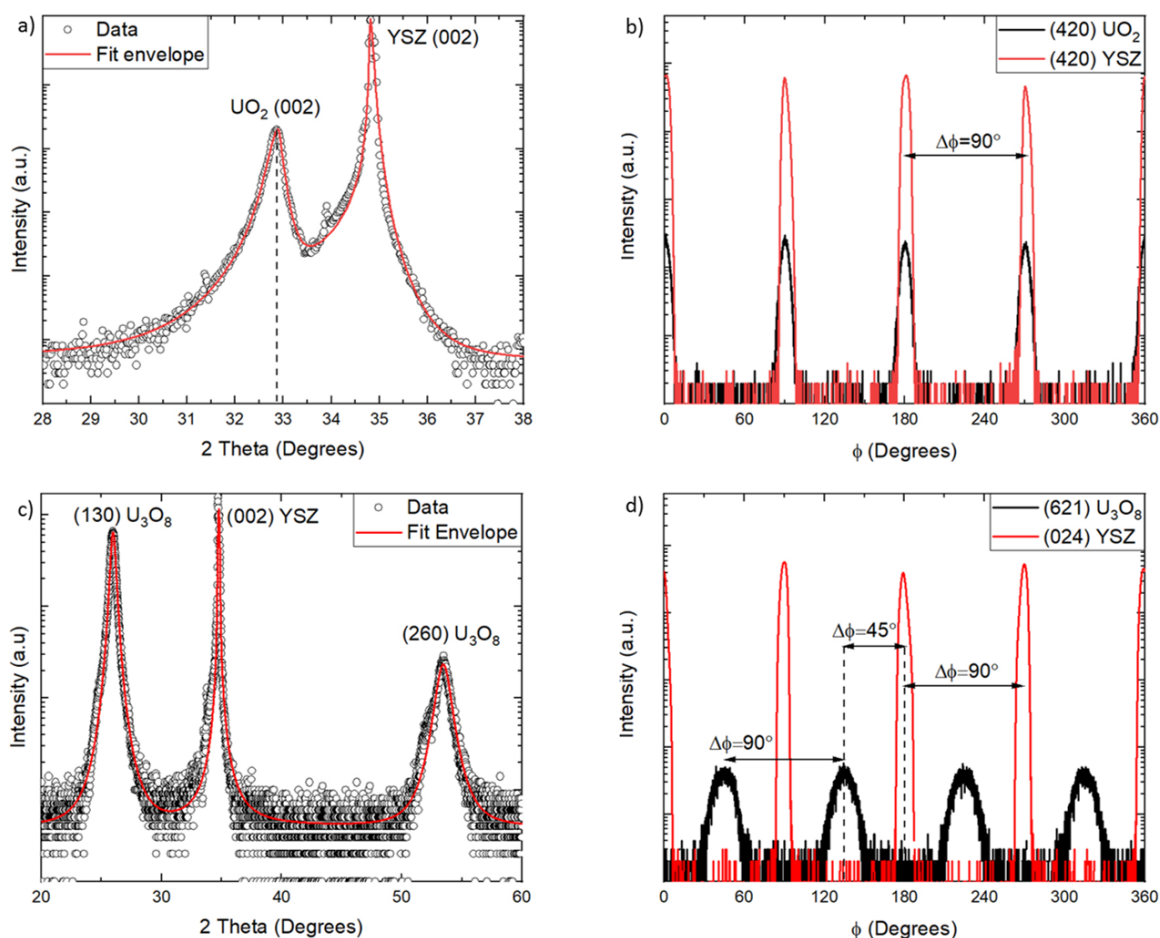 a)
Data
Fit envelope
YSZ (002)
UO₂ (002)
Intensity (a.u.)
28 29 30 31 32 33 34 35 36 37 38
2 Theta (Degrees)
b)
(420) UO₂
(420) YSZ
Δϕ=90°
Intensity (a.u.)
0 60 120 180 240 300 360
ϕ (Degrees)
c)
(130) U₃O₈
(002) YSZ
Data
Fit Envelope
(260) U₃O₈
Intensity (a.u)
20 30 40 50 60
2 Theta (Degrees)
d)
(621) U₃O₈
(024) YSZ
Δϕ=45°
Δϕ=90°
Δϕ=90°
Intensity (a.u.)
0 60 120 180 240 300 360
ϕ (Degrees)